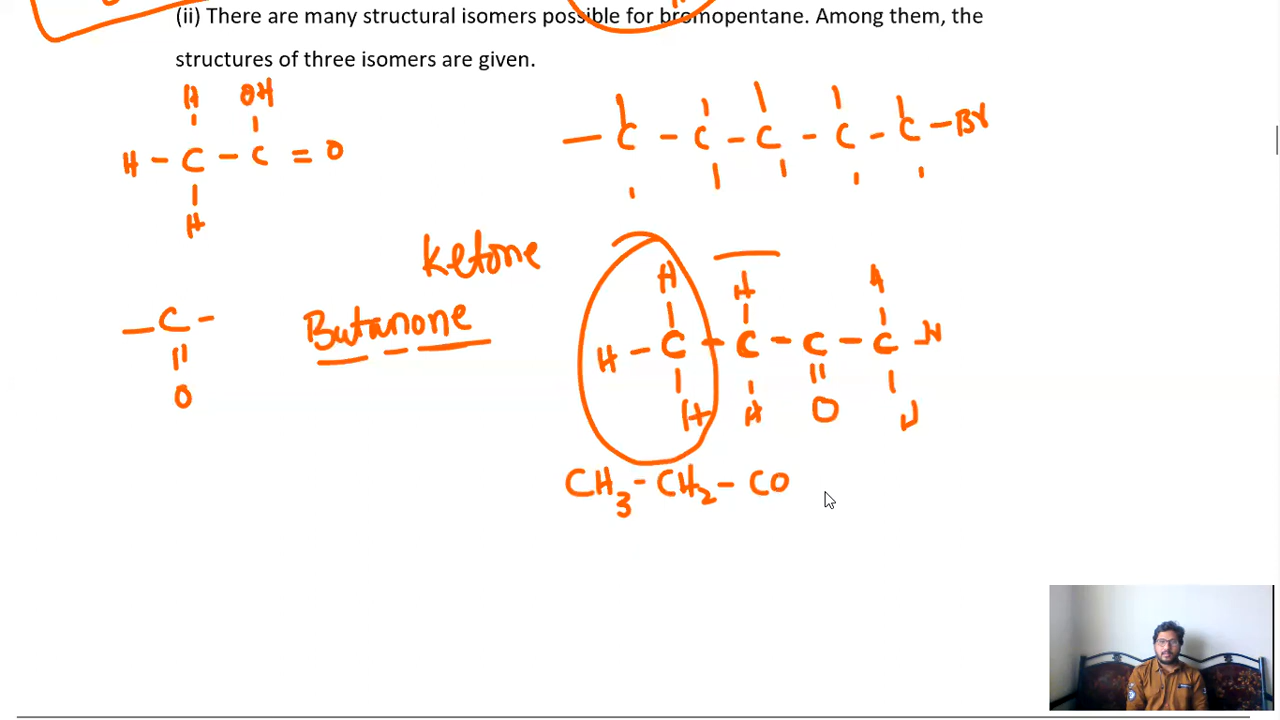 (ii) There are many structural isomers possible for bromopentane. Among them, the
structures of three isomers are given.
H OH
H - C - C = O
H
- C - C - C - C - C - Br
Ketone
Butanone
- C -
O
H H H
H - C - C - C - C - H
H H O H
CH3 - CH2 - CO